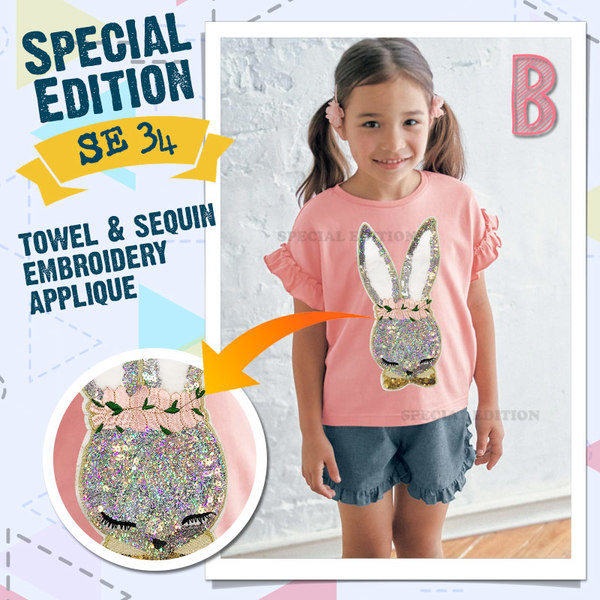 SPECIAL
EDITION
SE 34
TOWEL & SEQUIN
EMBROIDERY
APPLIQUE
B
SPECIAL EDITION
SPECIAL EDITION